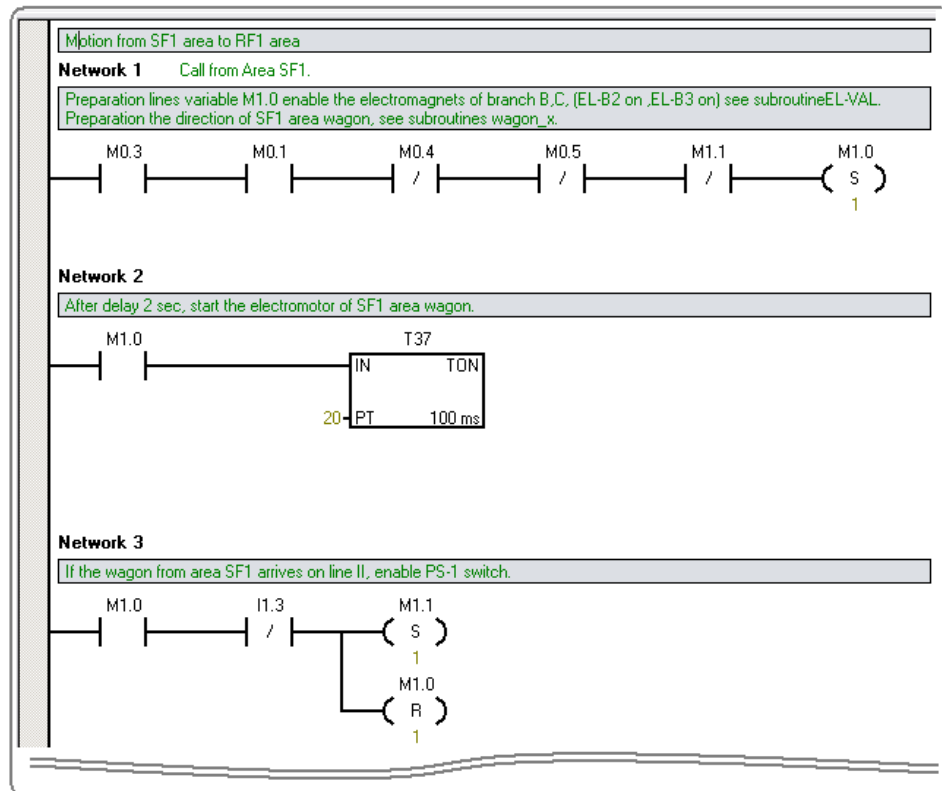 Motion from SF1 area to RF1 area
Network 1 Call from Area SF1.
Preparation lines variable M1.0 enable the electromagnets of branch B,C, (EL-B2 on ,EL-B3 on) see subroutineEL-VAL.
Preparation the direction of SF1 area wagon, see subroutines wagon_x.
M0.3 M0.1 M0.4 M0.5 M1.1 M1.0
/ / / S
1
Network 2
After delay 2 sec, start the electromotor of SF1 area wagon.
M1.0 T37
IN TON
20 PT 100 ms
Network 3
If the wagon from area SF1 arrives on line II, enable PS-1 switch.
M1.0 I1.3 M1.1
/ S
1
M1.0
R
1